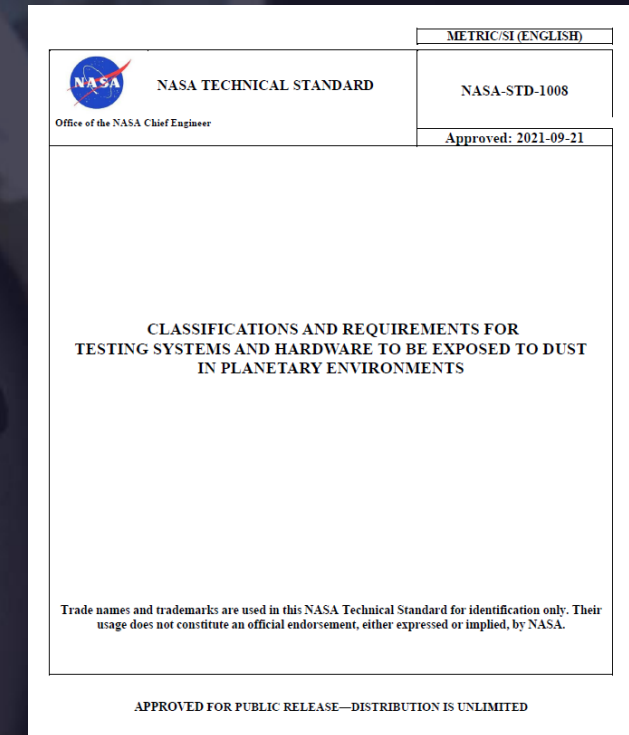 METRIC/SI (ENGLISH)
NASA
NASA TECHNICAL STANDARD
NASA-STD-1008
Office of the NASA Chief Engineer
Approved: 2021-09-21
CLASSIFICATIONS AND REQUIREMENTS FOR
TESTING SYSTEMS AND HARDWARE TO BE EXPOSED TO DUST
IN PLANETARY ENVIRONMENTS
Trade names and trademarks are used in this NASA Technical Standard for identification only. Their
usage does not constitute an official endorsement, either expressed or implied, by NASA.
APPROVED FOR PUBLIC RELEASE—DISTRIBUTION IS UNLIMITED